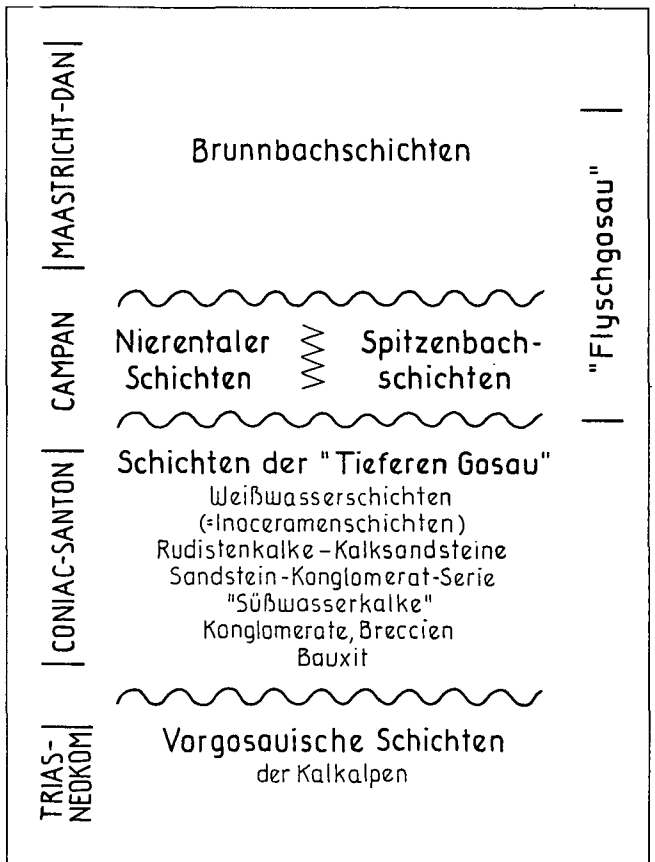 MAASTRICHT-DAN
Brunnbachschichten
"Flyschgosau"
CAMPAN
Nierentaler
Schichten
Spitzenbach-
schichten
CONIAC-SANTON
Schichten der "Tieferen Gosau"
Weißwasserschichten
(=Inoceramenschichten)
Rudistenkalke-Kalksandsteine
Sandstein-Konglomerat-Serie
"Süßwasserkalke"
Konglomerate, Breccien
Bauxit
TRIAS-
NEOKOM
Vorgosauische Schichten
der Kalkalpen